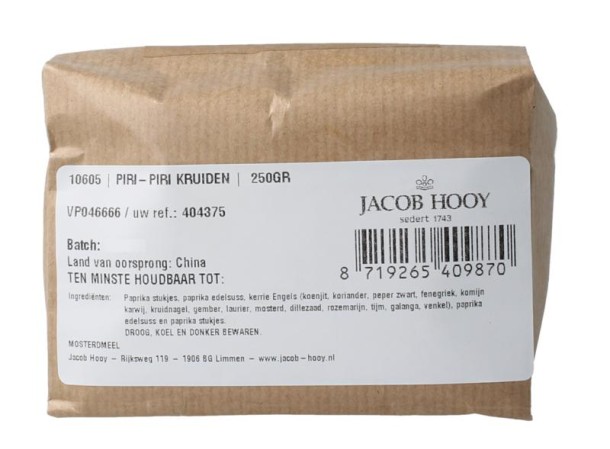 10605 | PIRI-PIRI KRUIDEN | 250GR
JACOB HOOY
sedert 1743
VP046666 / uw ref.: 404375
Batch:
Land van oorsprong: China
TEN MINSTE HOUDBAAR TOT:
8 719265 409870
Ingrediënten: Paprika stukjes, paprika edelsuss, kerrie Engels (koenjit, koriander, peper zwart, fenegriek, komijn
karwij, kruidnagel, gember, laurier, mosterd, dillezaad, rozemarijn, tijm, galanga, venkel), paprika
edelsuss en paprika stukjes.
DROOG, KOEL EN DONKER BEWAREN.
MOSTERDMEEL
Jacob Hooy - Rijksweg 119 - 1906 BG Limmen - www.jacob-hooy.nl